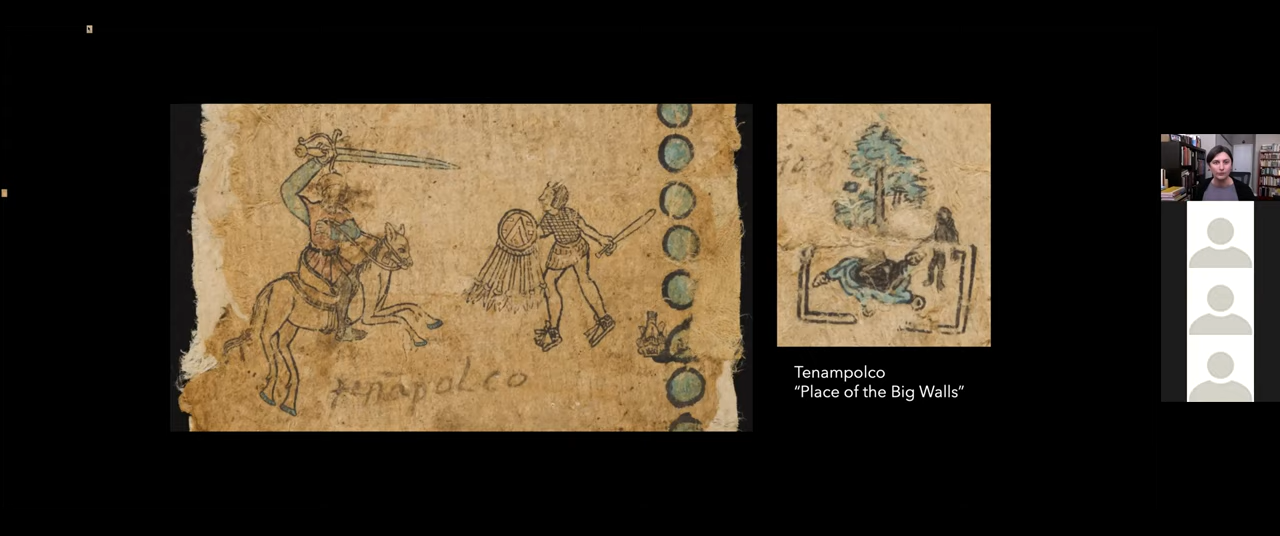 tenapolco
Tenampolco
“Place of the Big Walls”